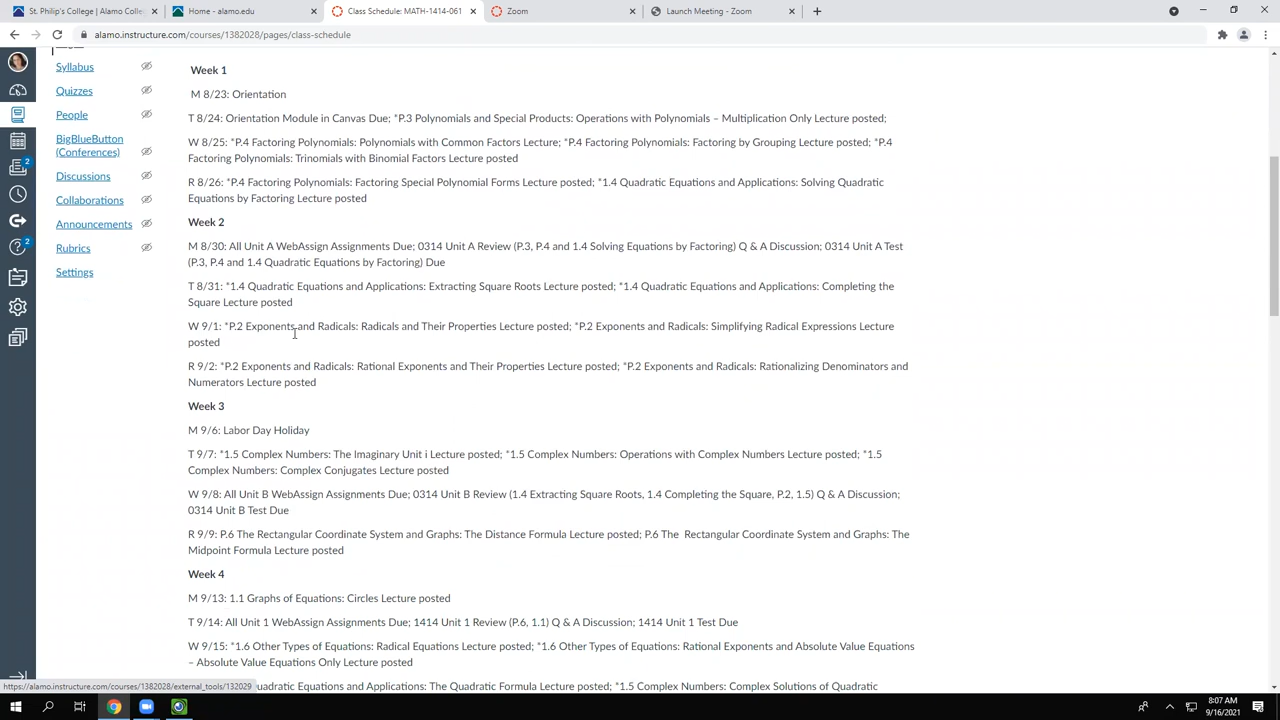 St. Philip's College | Alamo Colle
Home - alamo.edu
Class Schedule: MATH-1414-061
Zoom
Launch Meeting - Zoom
alamo.instructure.com/courses/1382028/pages/class-schedule
Syllabus
Quizzes
People
BigBlueButton
(Conferences)
Discussions
Collaborations
Announcements
Rubrics
Settings
2
2
Week 1
M 8/23: Orientation
T 8/24: Orientation Module in Canvas Due; *P.3 Polynomials and Special Products: Operations with Polynomials – Multiplication Only Lecture posted;
W 8/25: *P.4 Factoring Polynomials: Polynomials with Common Factors Lecture; *P.4 Factoring Polynomials: Factoring by Grouping Lecture posted; *P.4
Factoring Polynomials: Trinomials with Binomial Factors Lecture posted
R 8/26: *P.4 Factoring Polynomials: Factoring Special Polynomial Forms Lecture posted; *1.4 Quadratic Equations and Applications: Solving Quadratic
Equations by Factoring Lecture posted
Week 2
M 8/30: All Unit A WebAssign Assignments Due; 0314 Unit A Review (P.3, P.4 and 1.4 Solving Equations by Factoring) Q & A Discussion; 0314 Unit A Test
(P.3, P.4 and 1.4 Quadratic Equations by Factoring) Due
T 8/31: *1.4 Quadratic Equations and Applications: Extracting Square Roots Lecture posted; *1.4 Quadratic Equations and Applications: Completing the
Square Lecture posted
W 9/1: *P.2 Exponents and Radicals: Radicals and Their Properties Lecture posted; *P.2 Exponents and Radicals: Simplifying Radical Expressions Lecture
posted
R 9/2: *P.2 Exponents and Radicals: Rational Exponents and Their Properties Lecture posted; *P.2 Exponents and Radicals: Rationalizing Denominators and
Numerators Lecture posted
Week 3
M 9/6: Labor Day Holiday
T 9/7: *1.5 Complex Numbers: The Imaginary Unit i Lecture posted; *1.5 Complex Numbers: Operations with Complex Numbers Lecture posted; *1.5
Complex Numbers: Complex Conjugates Lecture posted
W 9/8: All Unit B WebAssign Assignments Due; 0314 Unit B Review (1.4 Extracting Square Roots, 1.4 Completing the Square, P.2, 1.5) Q & A Discussion;
0314 Unit B Test Due
R 9/9: P.6 The Rectangular Coordinate System and Graphs: The Distance Formula Lecture posted; P.6 The Rectangular Coordinate System and Graphs: The
Midpoint Formula Lecture posted
Week 4
M 9/13: 1.1 Graphs of Equations: Circles Lecture posted
T 9/14: All Unit 1 WebAssign Assignments Due; 1414 Unit 1 Review (P.6, 1.1) Q & A Discussion; 1414 Unit 1 Test Due
W 9/15: *1.6 Other Types of Equations: Radical Equations Lecture posted; *1.6 Other Types of Equations: Rational Exponents and Absolute Value Equations
– Absolute Value Equations Only Lecture posted
https://alamo.instructure.com/courses/1382028/external_tools/132029
uadratic Equations and Applications: The Quadratic Formula Lecture posted; *1.5 Complex Numbers: Complex Solutions of Quadratic
8:07 AM
9/16/2021